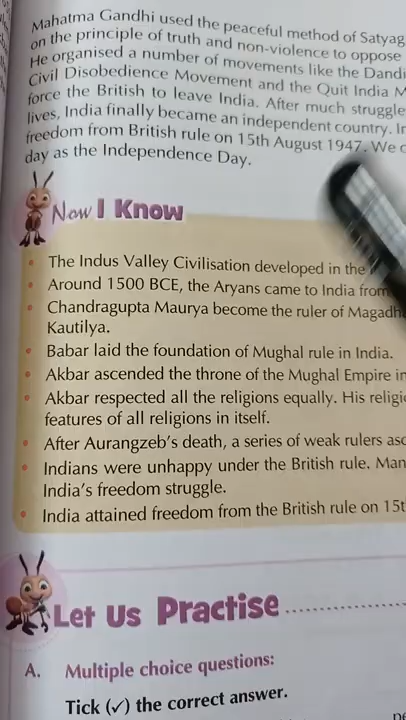 Mahatma Gandhi used the peaceful method of Satyag
on the principle of truth and non-violence to oppose
He organised a number of movements like the Dandi
Civil Disobedience Movement and the Quit India M
force the British to leave India. After much struggle
lives, India finally became an independent country. In
freedom from British rule on 15th August 1947. We c
day as the Independence Day.
Now I Know
• The Indus Valley Civilisation developed in the
• Around 1500 BCE, the Aryans came to India from
• Chandragupta Maurya become the ruler of Magadh
Kautilya.
• Babar laid the foundation of Mughal rule in India.
• Akbar ascended the throne of the Mughal Empire in
• Akbar respected all the religions equally. His religi
features of all religions in itself.
• After Aurangzeb's death, a series of weak rulers asc
• Indians were unhappy under the British rule. Man
India's freedom struggle.
• India attained freedom from the British rule on 15t
Let Us Practise
A. Multiple choice questions:
Tick (✓) the correct answer.